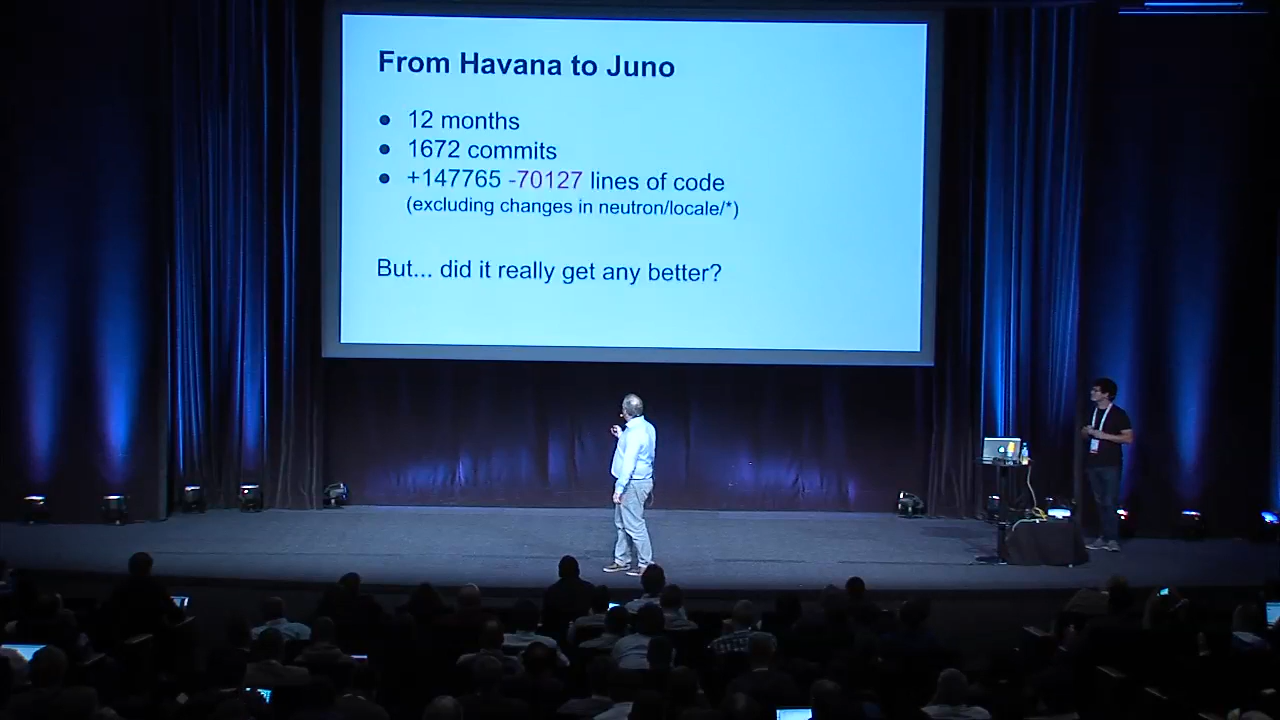 From Havana to Juno
● 12 months
● 1672 commits
● +147765 -70127 lines of code
(excluding changes in neutron/locale/*)
But... did it really get any better?